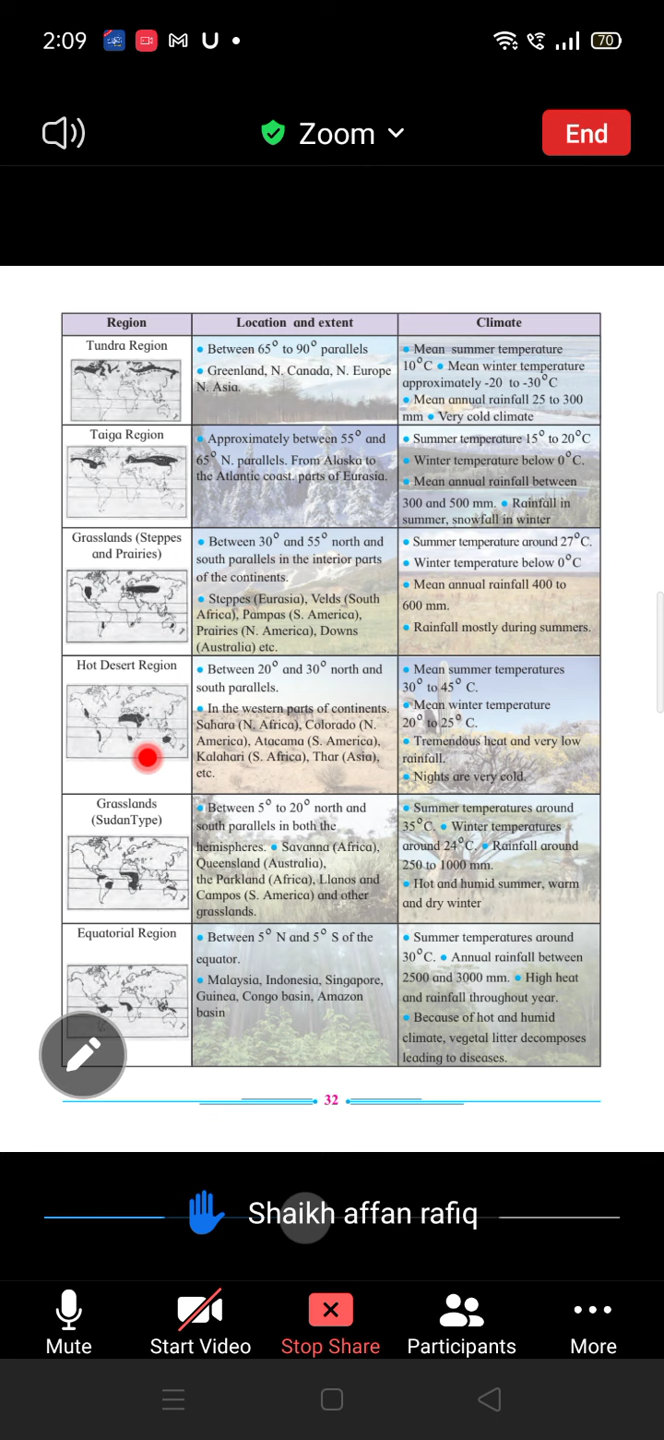 2:09
70
Zoom
End
Region
Location and extent
Climate
Tundra Region
• Between 65° to 90° parallels
• Greenland, N. Canada, N. Europe
N. Asia.
• Mean summer temperature
10°C • Mean winter temperature
approximately -20 to -30°C
• Mean annual rainfall 25 to 300
mm • Very cold climate
Taiga Region
• Approximately between 55° and
65° N. parallels. From Alaska to
the Atlantic coast. parts of Eurasia.
• Summer temperature 15° to 20°C
• Winter temperature below 0°C.
• Mean annual rainfall between
300 and 500 mm. • Rainfall in
summer, snowfall in winter
Grasslands (Steppes
and Prairies)
• Between 30° and 55° north and
south parallels in the interior parts
of the continents.
• Steppes (Eurasia), Velds (South
Africa), Pampas (S. America),
Prairies (N. America), Downs
(Australia) etc.
• Summer temperature around 27°C.
• Winter temperature below 0°C
• Mean annual rainfall 400 to
600 mm.
• Rainfall mostly during summers.
Hot Desert Region
• Between 20° and 30° north and
south parallels.
• In the western parts of continents.
Sahara (N. Africa), Colorado (N.
America), Atacama (S. America),
Kalahari (S. Africa), Thar (Asia),
etc.
• Mean summer temperatures
30° to 45° C.
• Mean winter temperature
20° to 25° C.
• Tremendous heat and very low
rainfall.
• Nights are very cold.
Grasslands
(SudanType)
• Between 5° to 20° north and
south parallels in both the
hemispheres. • Savanna (Africa),
Queensland (Australia),
the Parkland (Africa), Llanos and
Campos (S. America) and other
grasslands.
• Summer temperatures around
35°C. • Winter temperatures
around 24°C. • Rainfall around
250 to 1000 mm.
• Hot and humid summer, warm
and dry winter
Equatorial Region
• Between 5° N and 5° S of the
equator.
• Malaysia, Indonesia, Singapore,
Guinea, Congo basin, Amazon
basin
• Summer temperatures around
30°C. • Annual rainfall between
2500 and 3000 mm. • High heat
and rainfall throughout year.
• Because of hot and humid
climate, vegetal litter decomposes
leading to diseases.
32
Shaikh affan rafiq
Mute
Start Video
Stop Share
Participants
More